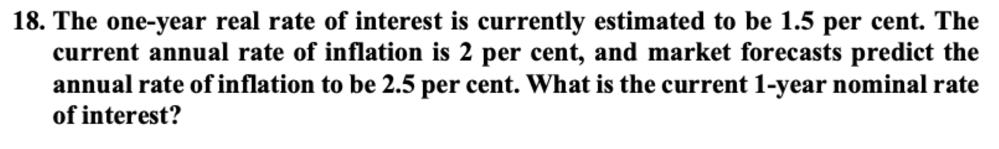 18. The one-year real rate of interest is currently estimated to be 1.5 per cent. The
current annual rate of inflation is 2 per cent, and market forecasts predict the
annual rate of inflation to be 2.5 per cent. What is the current 1-year nominal rate
of interest?